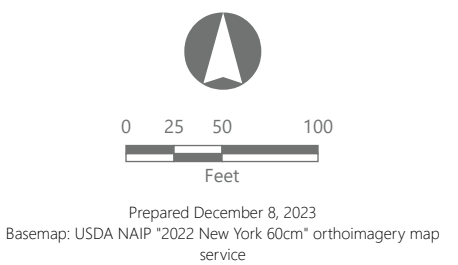 0 25 50 100
Feet
Prepared December 8, 2023
Basemap: USDA NAIP "2022 New York 60cm" orthoimagery map
service